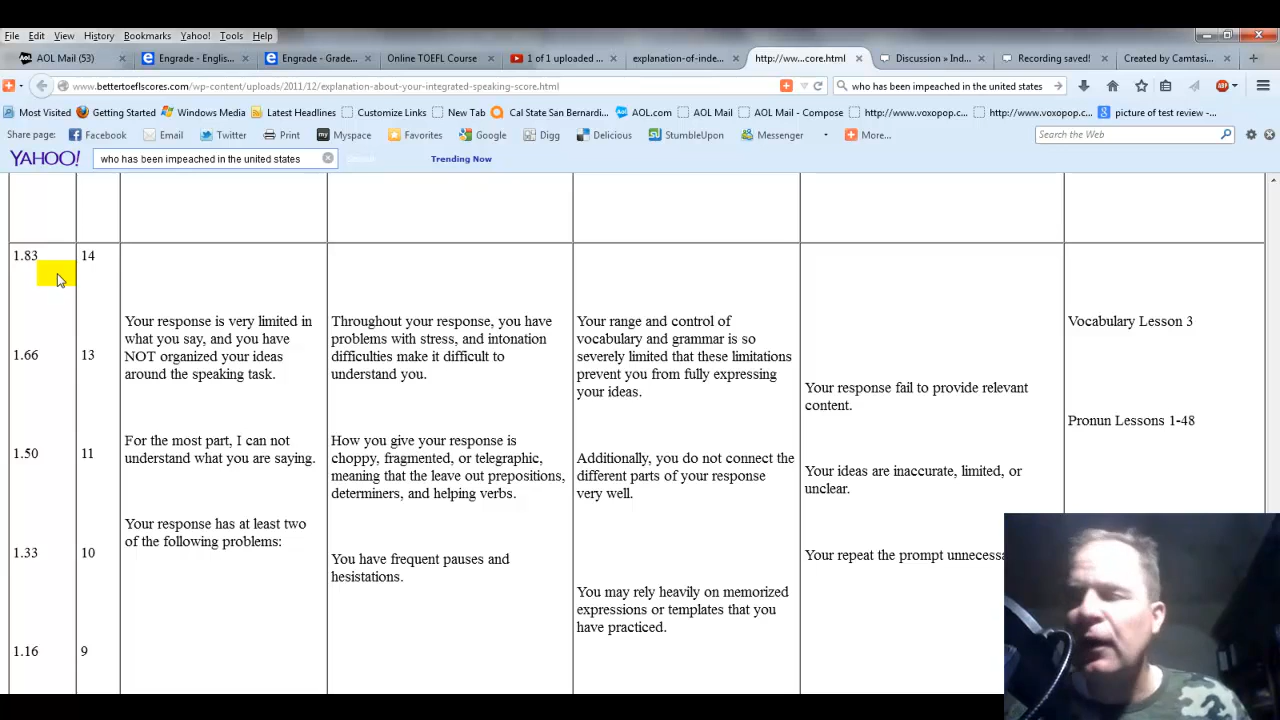 File Edit View History Bookmarks Yahoo! Tools Help
AOL Mail (53) Engrade - Englis... Engrade - Grade... Online TOEFL Course 1 of 1 uploaded ... explanation-of-inde... http://ww...core.html Discussion » Ind... Recording saved! Created by Camtasi...
www.bettertoeflscores.com/wp-content/uploads/2011/12/explanation-about-your-integrated-speaking-score.html who has been impeached in the united states
Most Visited Getting Started Windows Media Latest Headlines Customize Links New Tab Cal State San Bernardi... AOL.com AOL Mail AOL Mail - Compose http://www.voxopop.c... http://www.voxopop.c... picture of test review -...
Share page: Facebook Email Twitter Print Myspace Favorites Google Digg Delicious StumbleUpon Messenger More... Search the Web
YAHOO! who has been impeached in the united states Trending Now
1.83 14
Your response is very limited in
what you say, and you have
NOT organized your ideas
around the speaking task.
Throughout your response, you have
problems with stress, and intonation
difficulties make it difficult to
understand you.
Your range and control of
vocabulary and grammar is so
severely limited that these limitations
prevent you from fully expressing
your ideas.
Vocabulary Lesson 3
1.66 13
Your response fail to provide relevant
content.
Pronun Lessons 1-48
For the most part, I can not
understand what you are saying.
How you give your response is
choppy, fragmented, or telegraphic,
meaning that the leave out prepositions,
determiners, and helping verbs.
1.50 11
Additionally, you do not connect the
different parts of your response
very well.
Your ideas are inaccurate, limited, or
unclear.
Your response has at least two
of the following problems:
1.33 10
You have frequent pauses and
hesistations.
Your repeat the prompt
You may rely heavily on memorized
expressions or templates that you
have practiced.
1.16 9